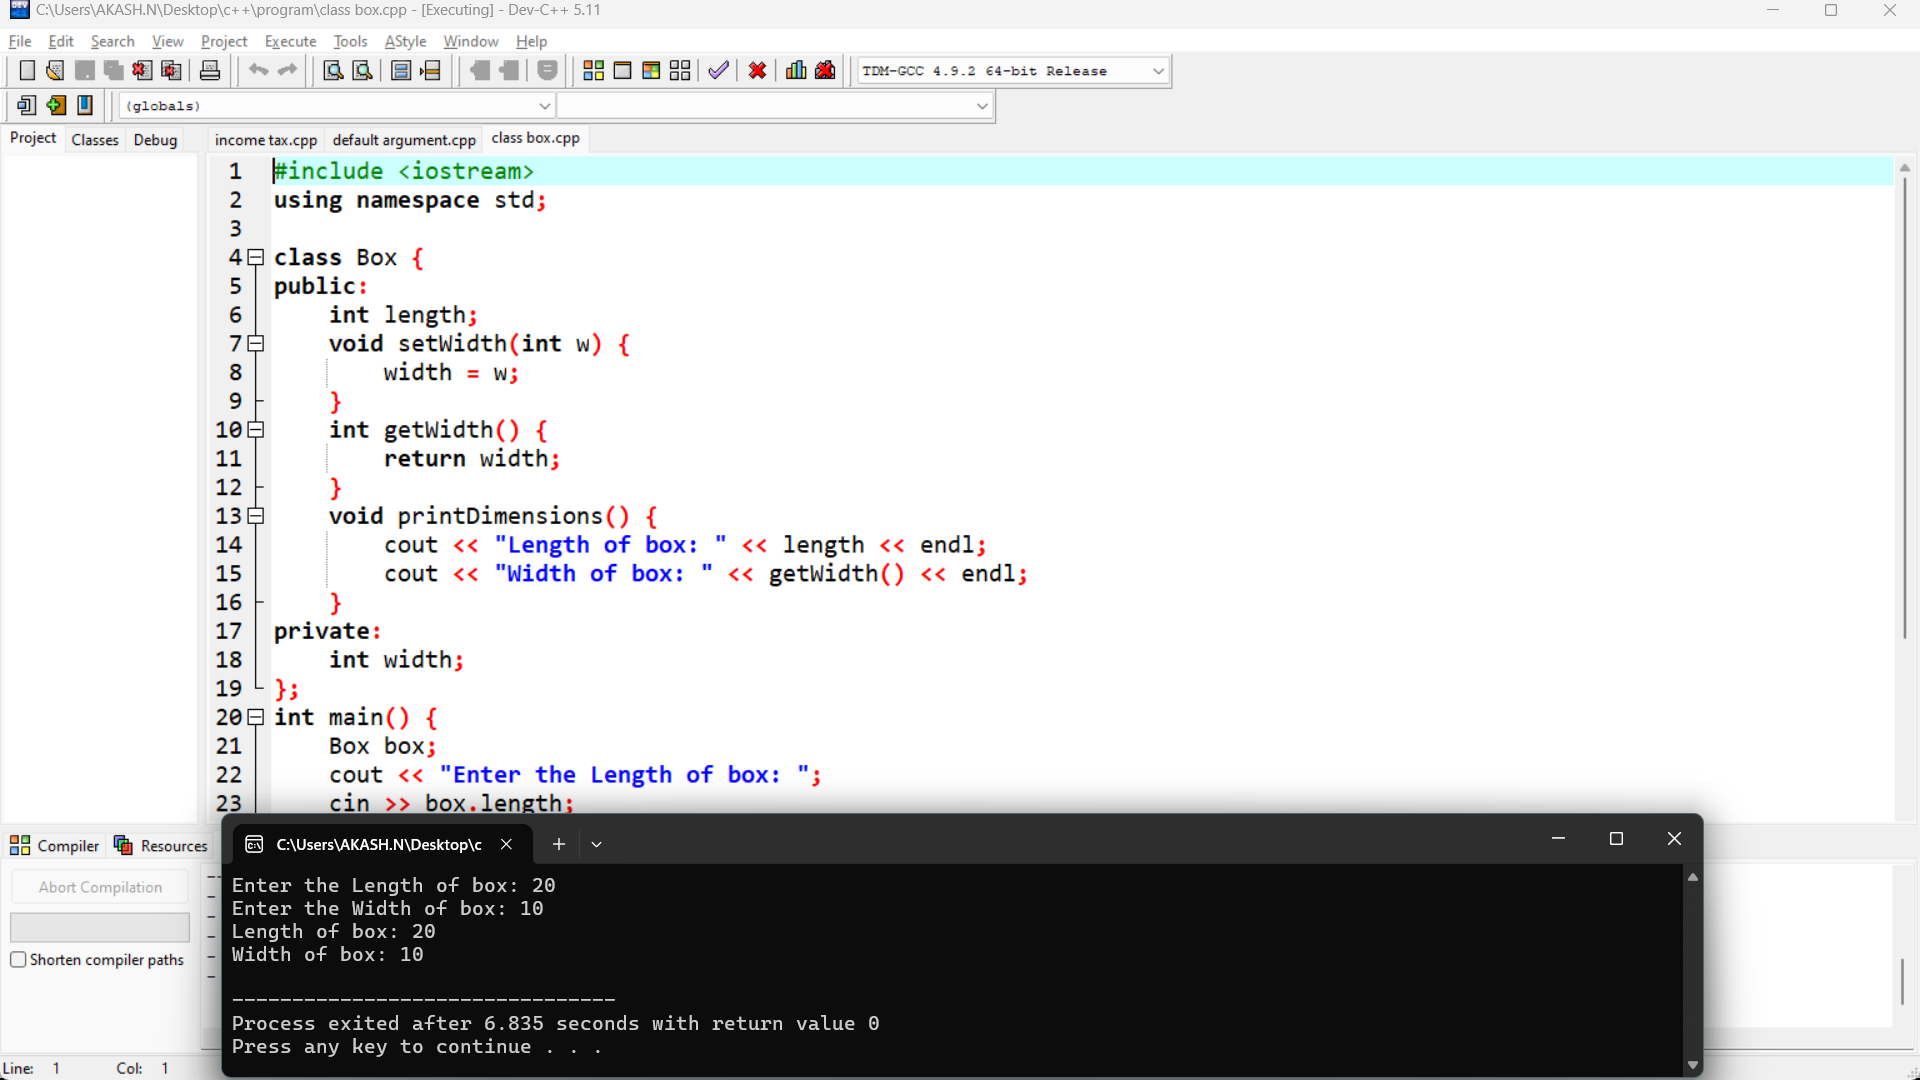 C:\Users\AKASH.N\Desktop\c++\program\class box.cpp - [Executing] - Dev-C++ 5.11
File Edit Search View Project Execute Tools AStyle Window Help
TDM-GCC 4.9.2 64-bit Release
(globals)
Project Classes Debug income tax.cpp default argument.cpp class box.cpp
1 #include <iostream>
2 using namespace std;
3
4 class Box {
5 public:
6     int length;
7     void setWidth(int w) {
8         width = w;
9     }
10     int getWidth() {
11         return width;
12     }
13     void printDimensions() {
14         cout << "Length of box: " << length << endl;
15         cout << "Width of box: " << getWidth() << endl;
16     }
17 private:
18     int width;
19 };
20 int main() {
21     Box box;
22     cout << "Enter the Length of box: ";
23     cin >> box.length;
Compiler Resources
Abort Compilation
Shorten compiler paths
C:\Users\AKASH.N\Desktop\c
Enter the Length of box: 20
Enter the Width of box: 10
Length of box: 20
Width of box: 10
--------------------------------
Process exited after 6.835 seconds with return value 0
Press any key to continue . . .
Line: 1 Col: 1